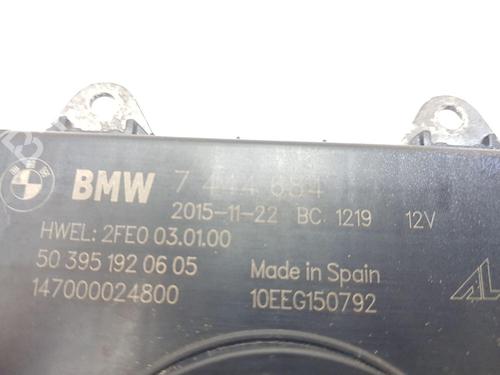 BMW 7 444 684
2015-11-22 BC 1219 12V
HWEL: 2FE0 03.01.00
50 395 192 06 05
Made in Spain
147000024800
10EEG150792